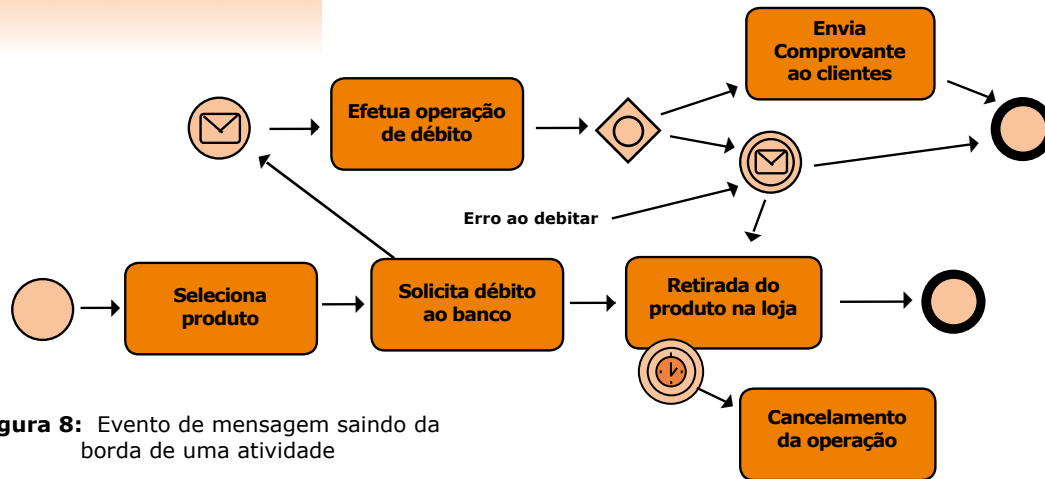 Envia
Comprovante
ao clientes
Efetua operação
de débito
Erro ao debitar
Seleciona
produto
Solicita débito
ao banco
Retirada do
produto na loja
Cancelamento
da operação
gura 8: Evento de mensagem saindo da
borda de uma atividade